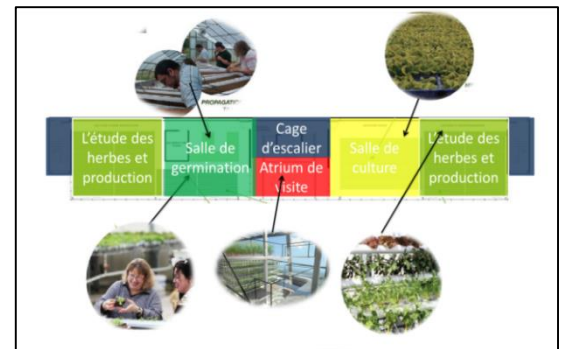 PROPAGATION
L'étude des
herbes et
production
Salle de
germination
Cage
d'escalier
Atrium de
visite
Salle de
culture
L'étude des
herbes et
production